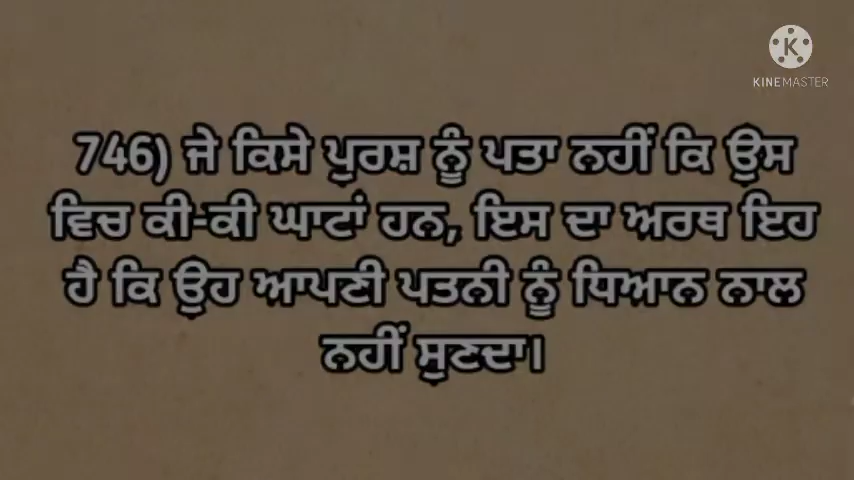 KINEMASTER
746) ਜੇ ਕਿਸੇ ਪੁਰਸ਼ ਨੂੰ ਪਤਾ ਨਹੀਂ ਕਿ ਉਸ
ਵਿਚ ਕੀ-ਕੀ ਘਾਟਾਂ ਹਨ, ਇਸ ਦਾ ਅਰਥ ਇਹ
ਹੈ ਕਿ ਉਹ ਆਪਣੀ ਪਤਨੀ ਨੂੰ ਧਿਆਨ ਨਾਲ
ਨਹੀਂ ਸੁਣਦਾ।